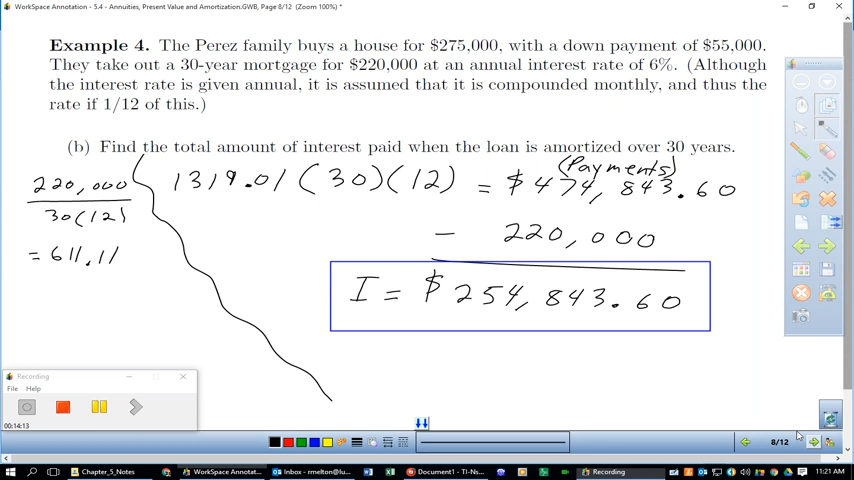 WorkSpace Annotation - 5.4 - Annuities, Present Value and Amortization.GWB, Page 8/12 (Zoom 100%) *
Example 4. The Perez family buys a house for $275,000, with a down payment of $55,000.
They take out a 30-year mortgage for $220,000 at an annual interest rate of 6%. (Although
the interest rate is given annual, it is assumed that it is compounded monthly, and thus the
rate if 1/12 of this.)
(b) Find the total amount of interest paid when the loan is amortized over 30 years.
(Payments)
1319.01 (30)(12) = $474,843.60
220,000
30(12)
= 611.11
- 220,000
I = $254,843.60
Recording
File Help
00:14:13
8/12
Chapter_5_Notes
WorkSpace Annotat...
Inbox - rmelton@lu...
Document1 - TI-Ns...
Recording
11:21 AM